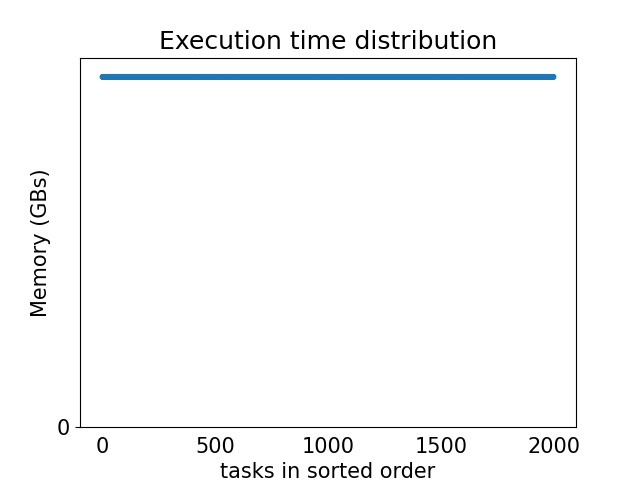 Execution time distribution
Memory (GBs)
0
0 500 1000 1500 2000
tasks in sorted order